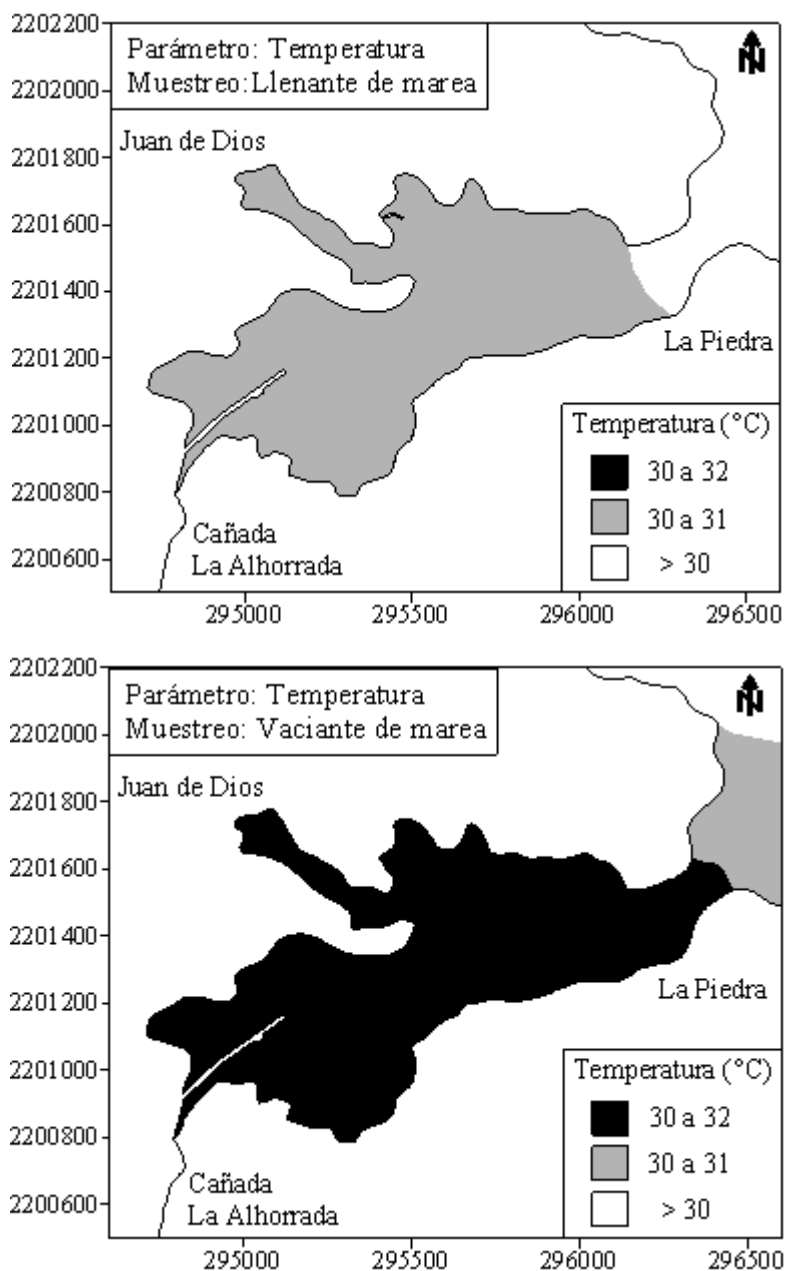 2202200
Parámetro: Temperatura
Muestreo: Llenante de marea
N
2202000
Juan de Dios
2201800
2201600
2201400
La Piedra
2201200
2201000
Temperatura (°C)
30 a 32
2200800
30 a 31
Cañada
2200600
La Alhorrada
> 30
295000
295500
296000
296500
2202200
Parámetro: Temperatura
Muestreo: Vaciante de marea
N
2202000
Juan de Dios
2201800
2201600
2201400
La Piedra
2201200
2201000
Temperatura (°C)
30 a 32
2200800
30 a 31
Cañada
2200600
La Alhorrada
> 30
295000
295500
296000
296500